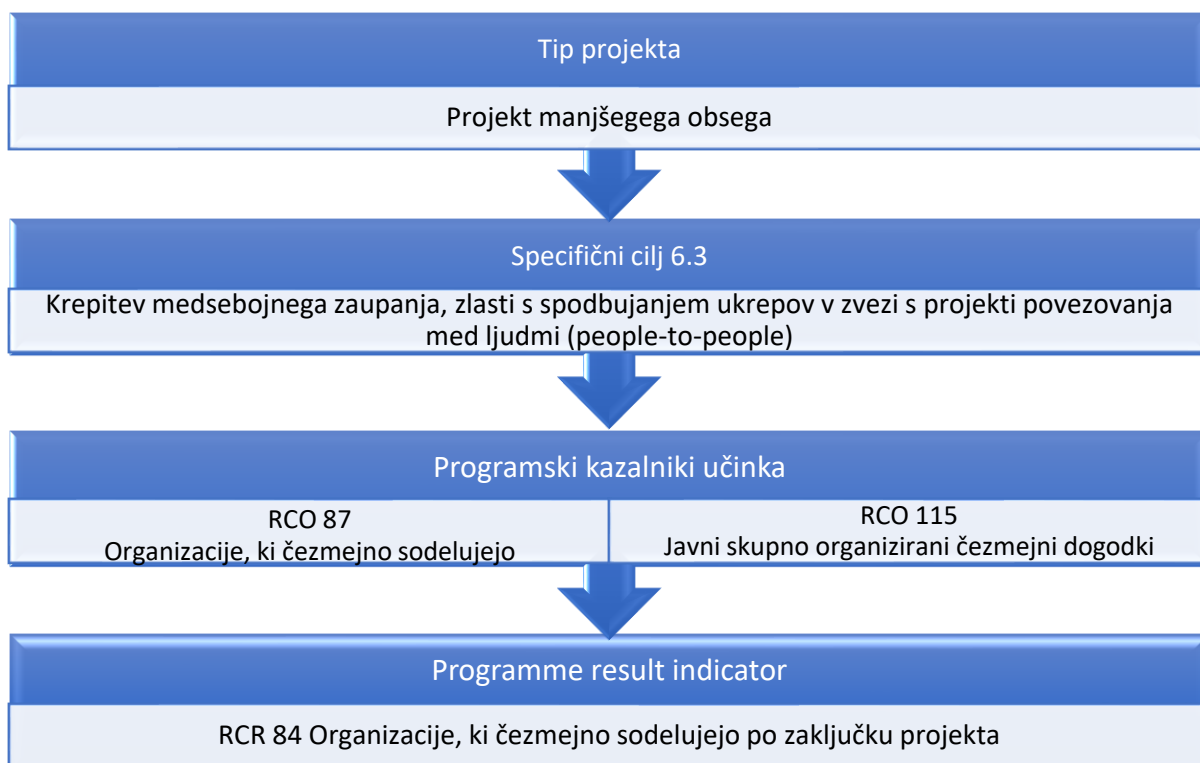 Tip projekta
Projekt manjšegega obsega
Specifični cilj 6.3
Krepitev medsebojnega zaupanja, zlasti s spodbujanjem ukrepov v zvezi s projekti povezovanja
med ljudmi (people-to-people)
Programski kazalniki učinka
RCO 87
Organizacije, ki čezmejno sodelujejo
RCO 115
Javni skupno organizirani čezmejni dogodki
Programme result indicator
RCR 84 Organizacije, ki čezmejno sodelujejo po zaključku projekta